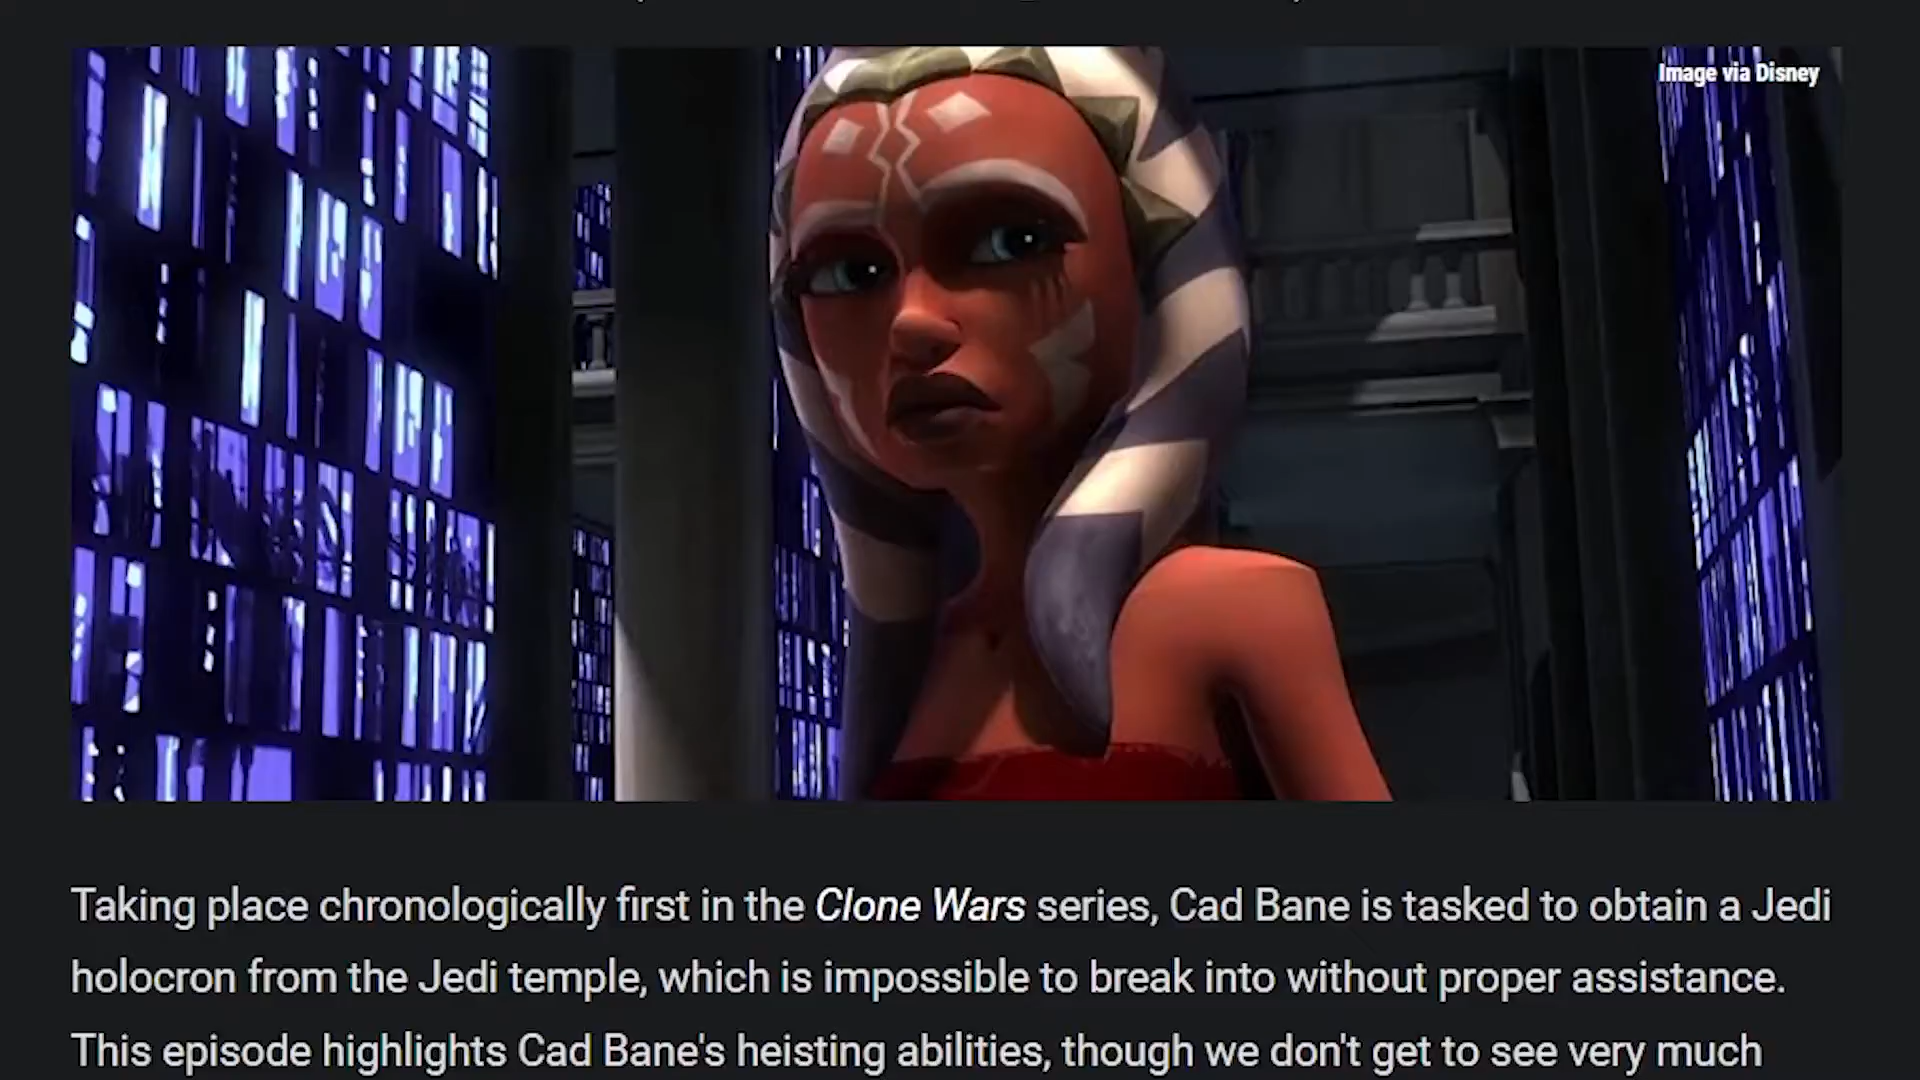 Image via Disney
Taking place chronologically first in the Clone Wars series, Cad Bane is tasked to obtain a Jedi
holocron from the Jedi temple, which is impossible to break into without proper assistance.
This episode highlights Cad Bane's heisting abilities, though we don't get to see very much